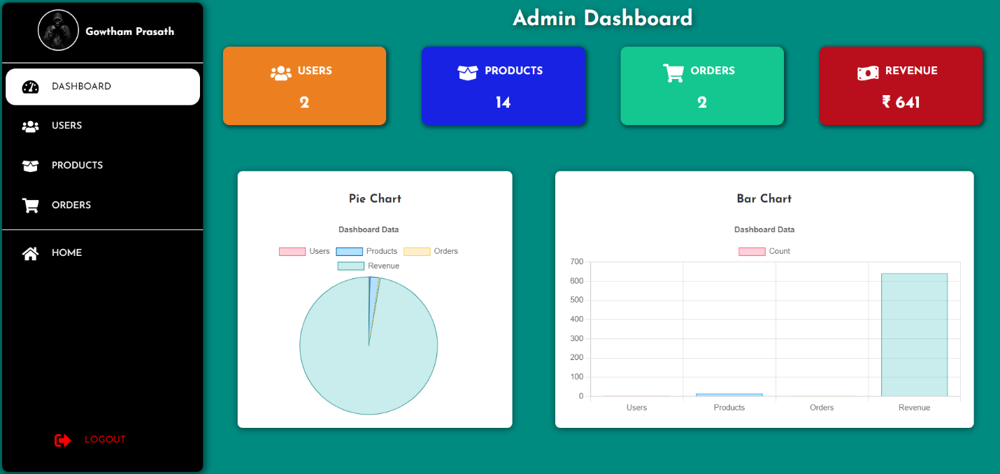 Gowtham Prasath
DASHBOARD
USERS
PRODUCTS
ORDERS
HOME
LOGOUT
Admin Dashboard
USERS
2
PRODUCTS
14
ORDERS
2
REVENUE
₹ 641
Pie Chart
Dashboard Data
Users Products Orders
Revenue
Bar Chart
Dashboard Data
Count
700
600
500
400
300
200
100
0
Users Products Orders Revenue